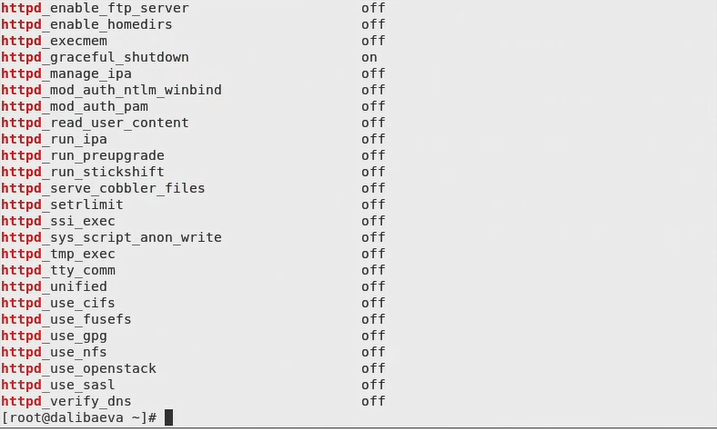 httpd_enable_ftp_server off
httpd_enable_homedirs off
httpd_execmem off
httpd_graceful_shutdown on
httpd_manage_ipa off
httpd_mod_auth_ntlm_winbind off
httpd_mod_auth_pam off
httpd_read_user_content off
httpd_run_ipa off
httpd_run_preupgrade off
httpd_run_stickshift off
httpd_serve_cobbler_files off
httpd_setrlimit off
httpd_ssi_exec off
httpd_sys_script_anon_write off
httpd_tmp_exec off
httpd_tty_comm off
httpd_unified off
httpd_use_cifs off
httpd_use_fusefs off
httpd_use_gpg off
httpd_use_nfs off
httpd_use_openstack off
httpd_use_sasl off
httpd_verify_dns off
[root@dalibaeva ~]#